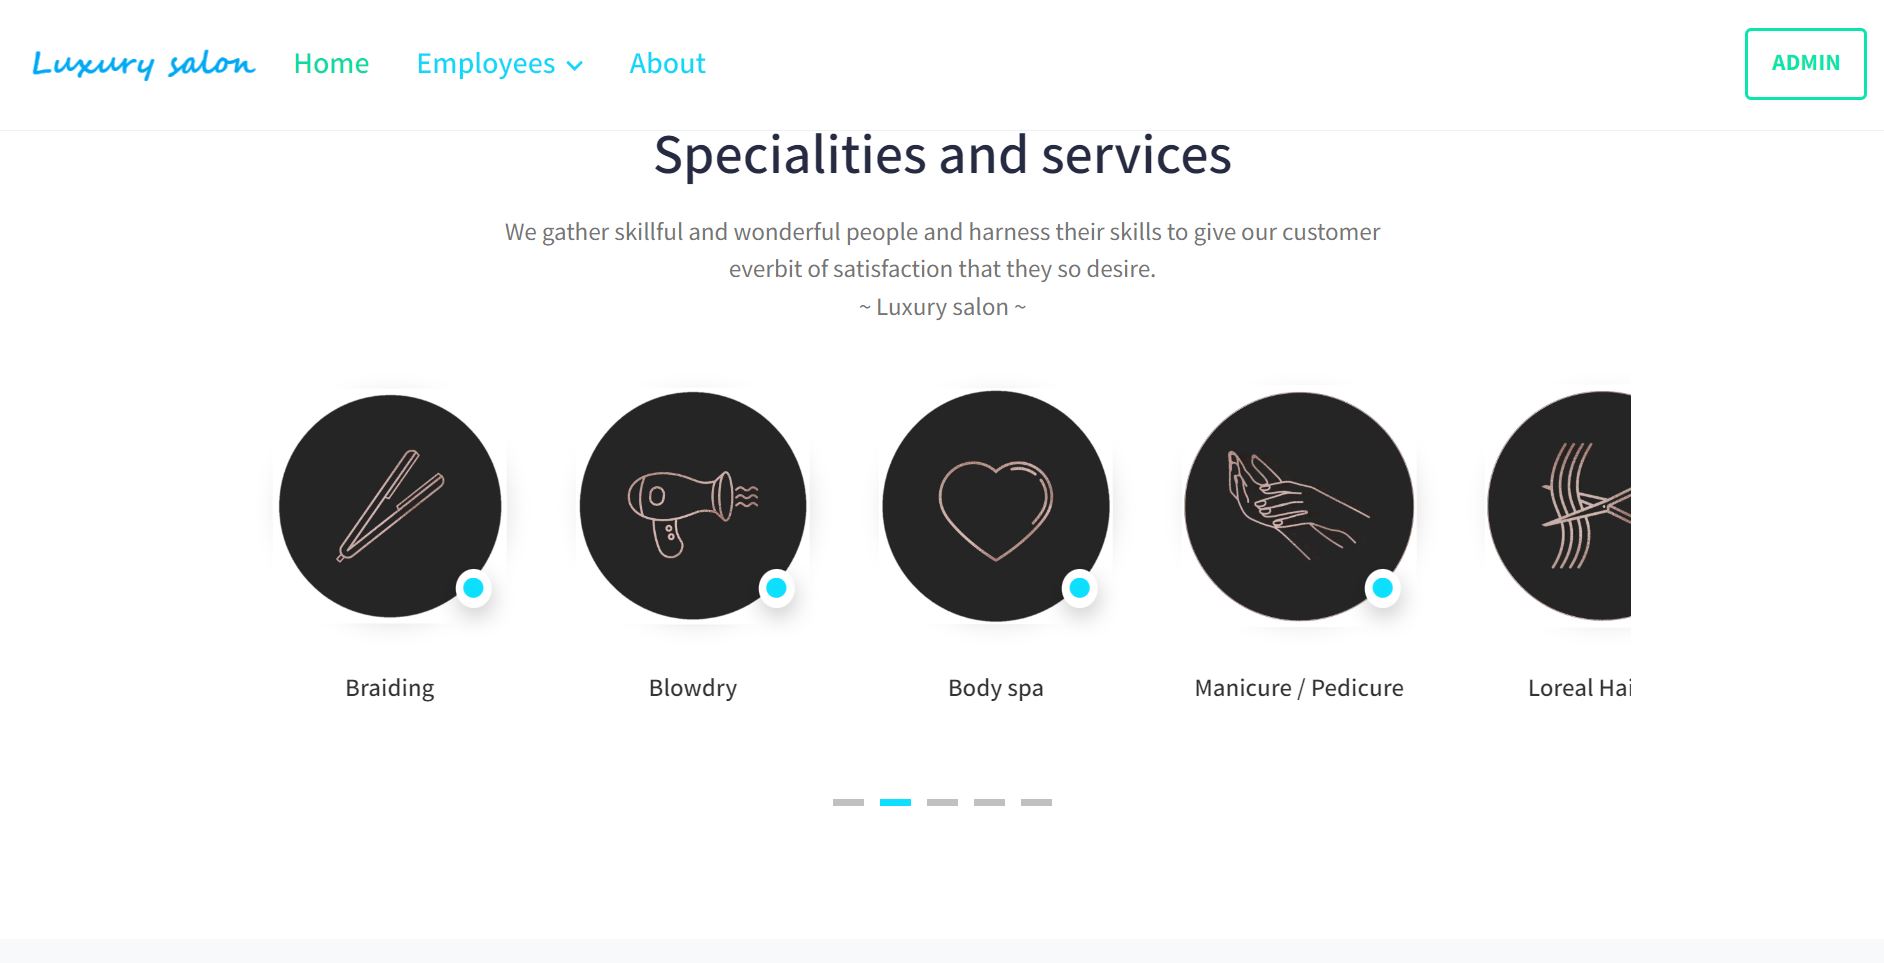 Luxury salon
Home
Employees
About
ADMIN
Specialities and services
We gather skillful and wonderful people and harness their skills to give our customer
everbit of satisfaction that they so desire.
~ Luxury salon ~
Braiding
Blowdry
Body spa
Manicure / Pedicure
Loreal Hai